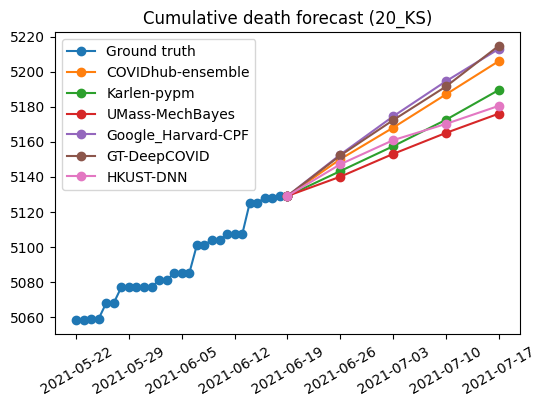 Cumulative death forecast (20_KS)
5220
5200
5180
5160
5140
5120
5100
5080
5060
Ground truth
COVIDhub-ensemble
Karlen-pypm
UMass-MechBayes
Google_Harvard-CPF
GT-DeepCOVID
HKUST-DNN
2021-05-22
2021-05-29
2021-06-05
2021-06-12
2021-06-19
2021-06-26
2021-07-03
2021-07-10
2021-07-17